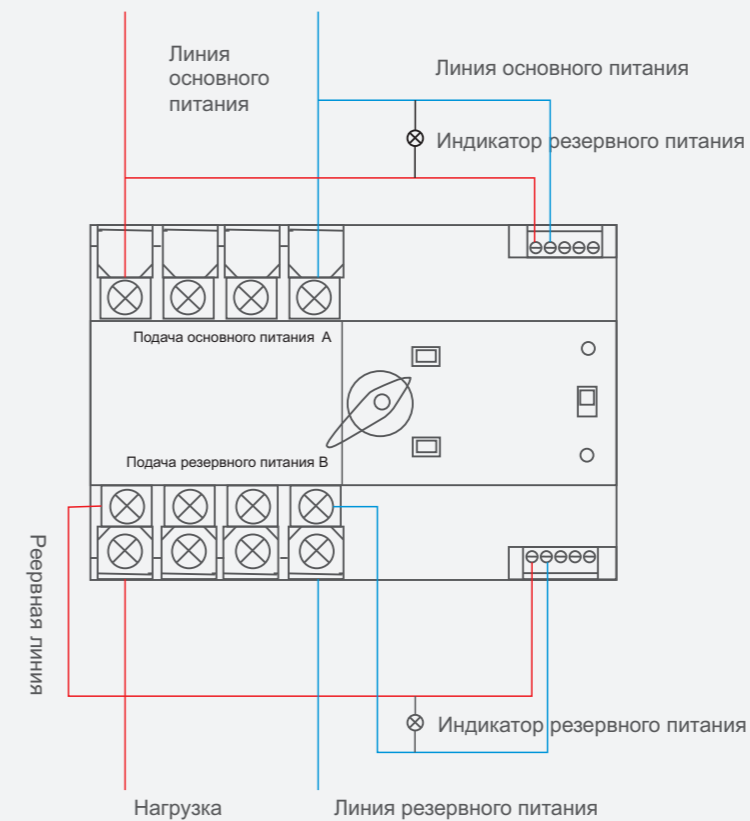 Линия
основного
питания
Линия основного питания
Индикатор резервного питания
Подача основного питания А
Подача резервного питания В
Реервная линия
Индикатор резервного питания
Нагрузка
Линия резервного питания